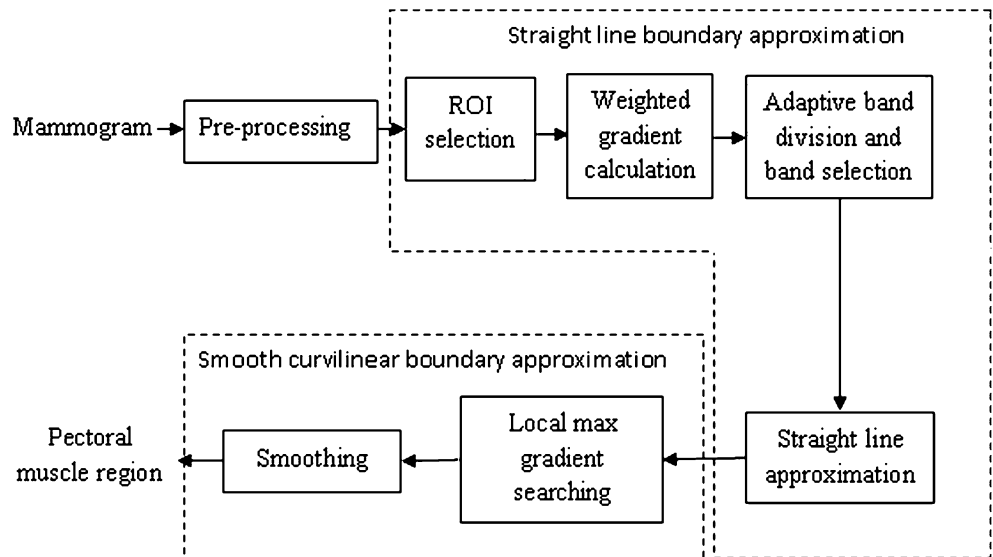 Straight line boundary approximation
Mammogram
Pre-processing
ROI
selection
Weighted
gradient
calculation
Adaptive band
division and
band selection
Smooth curvilinear boundary approximation
Pectoral
muscle region
Smoothing
Local max
gradient
searching
Straight line
approximation